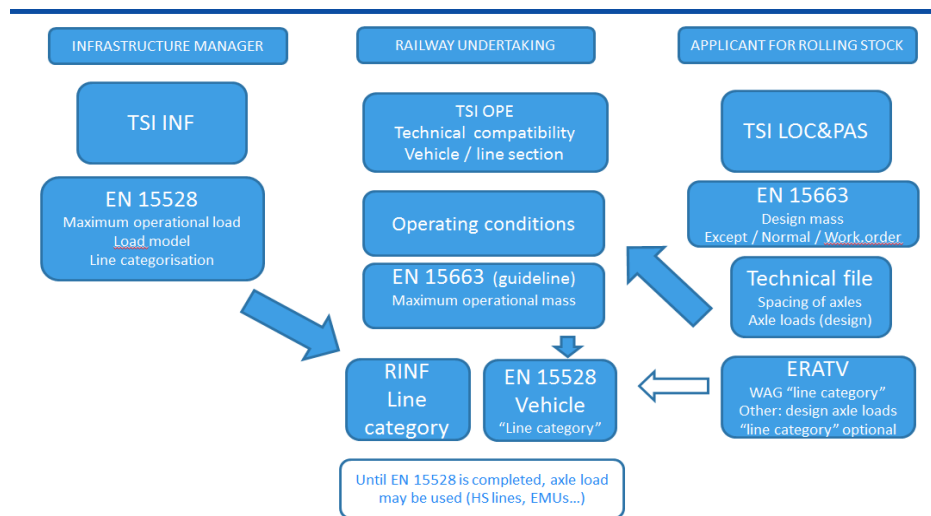 INFRASTRUCTURE MANAGER
TSI INF
EN 15528
Maximum operational load
Load model
Line categorisation
RAILWAY UNDERTAKING
TSI OPE
Technical compatibility
Vehicle / line section
Operating conditions
EN 15663 (guideline)
Maximum operational mass
RINF
Line
category
EN 15528
Vehicle
"Line category"
APPLICANT FOR ROLLING STOCK
TSI LOC&PAS
EN 15663
Design mass
Except / Normal / Work.order
Technical file
Spacing of axles
Axle loads (design)
ERATV
WAG "line category"
Other: design axle loads
"line category" optional
Until EN 15528 is completed, axle load
may be used (HS lines, EMUs...)